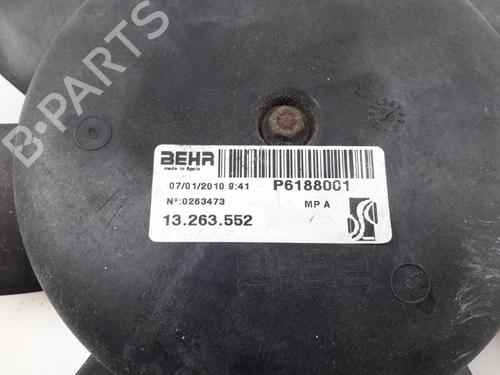 B-PARTS
BEHR
made in Spain
07/01/2010 9:41 P6188001
Nº:0263473 MP A
13.263.552